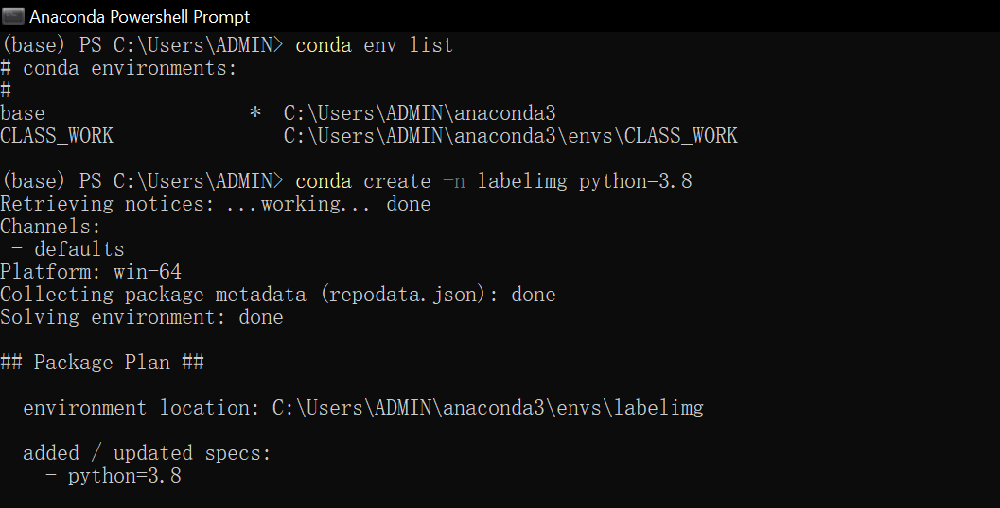 Anaconda Powershell Prompt
(base) PS C:\Users\ADMIN> conda env list
# conda environments:
#
base                  *  C:\Users\ADMIN\anaconda3
CLASS_WORK               C:\Users\ADMIN\anaconda3\envs\CLASS_WORK
(base) PS C:\Users\ADMIN> conda create -n labelimg python=3.8
Retrieving notices: ...working... done
Channels:
 - defaults
Platform: win-64
Collecting package metadata (repodata.json): done
Solving environment: done
## Package Plan ##
  environment location: C:\Users\ADMIN\anaconda3\envs\labelimg
  added / updated specs:
    - python=3.8